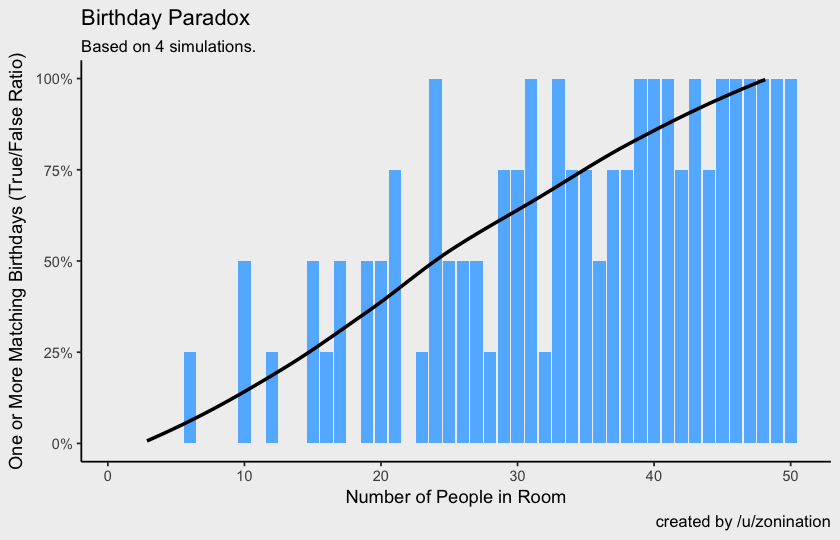 Birthday Paradox
Based on 4 simulations.
One or More Matching Birthdays (True/False Ratio)
100%
75%
50%
25%
0%
0 10 20 30 40 50
Number of People in Room
created by /u/zonination